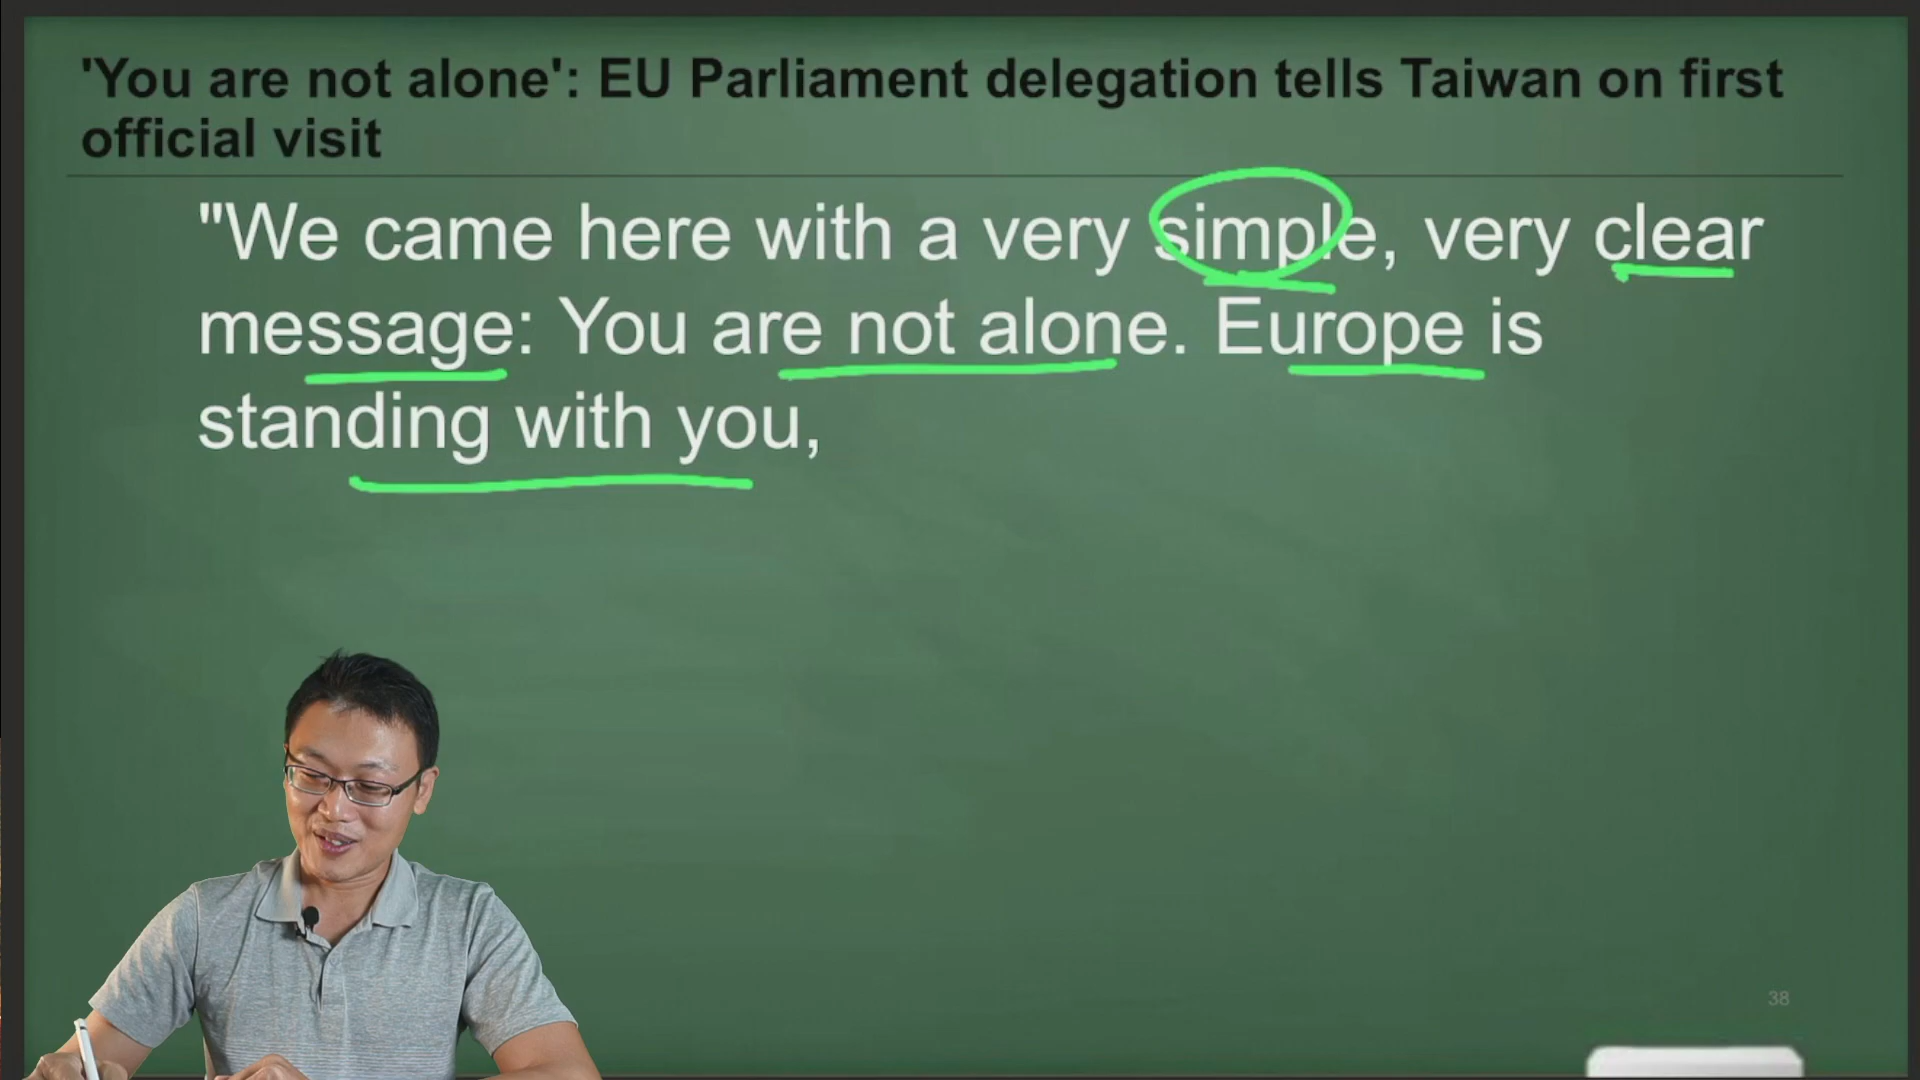 'You are not alone': EU Parliament delegation tells Taiwan on first
official visit
"We came here with a very simple, very clear
message: You are not alone. Europe is
standing with you,
38